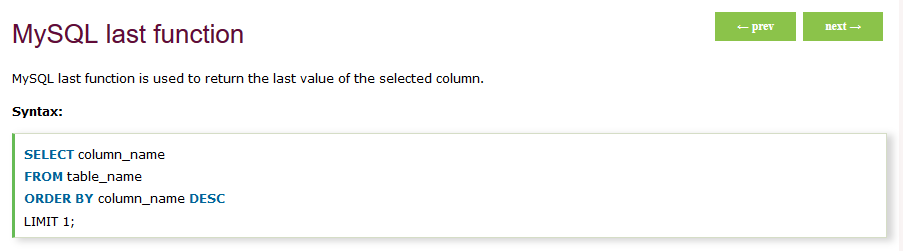 MySQL last function
← prev
next →
MySQL last function is used to return the last value of the selected column.
Syntax:
SELECT column_name
FROM table_name
ORDER BY column_name DESC
LIMIT 1;